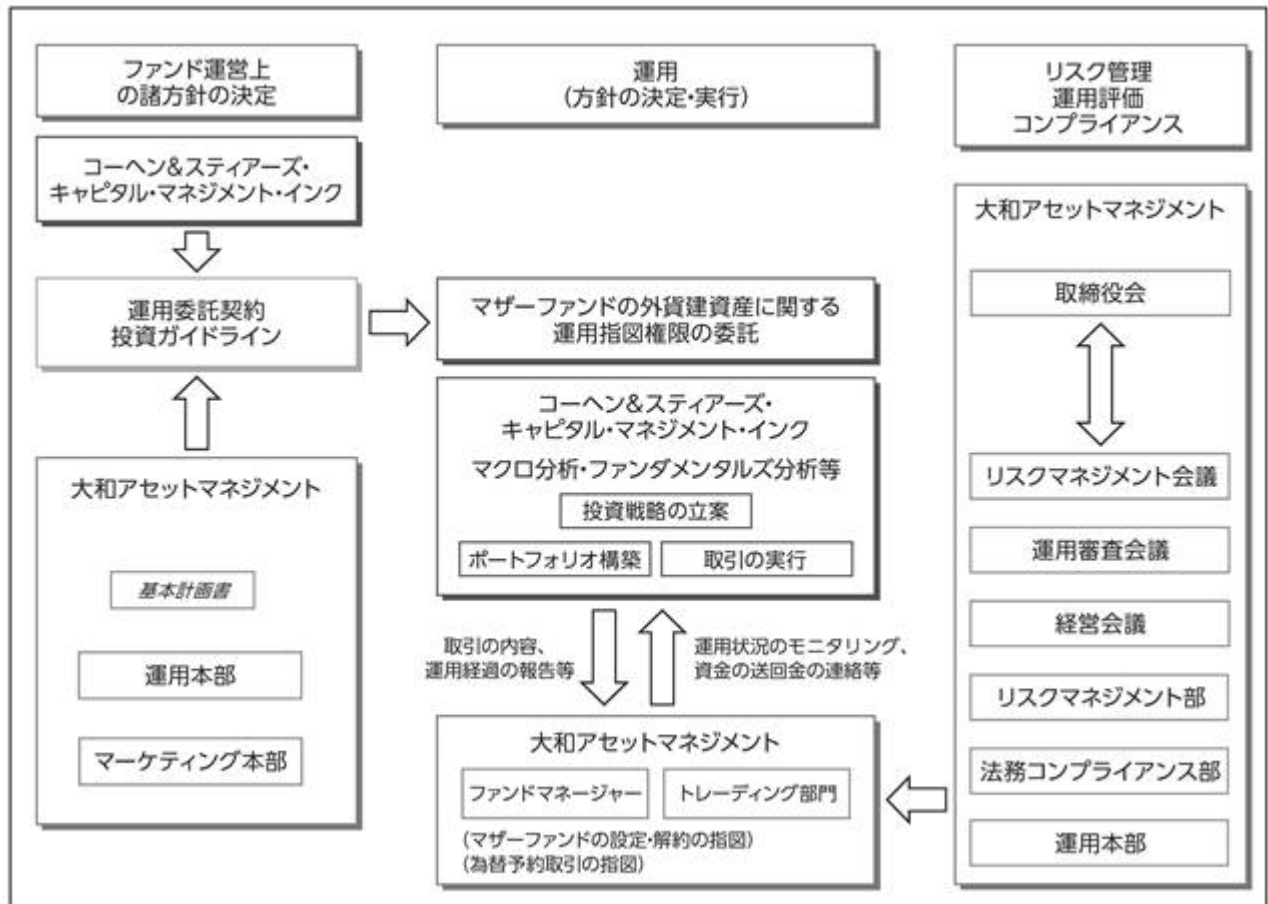 ファンド運営上
の諸方針の決定
コーヘン&スティアーズ・
キャピタル・マネジメント・インク
運用委託契約
投資ガイドライン
大和アセットマネジメント
基本計画書
運用本部
マーケティング本部
運用
(方針の決定・実行)
マザーファンドの外貨建資産に関する
運用指図権限の委託
コーヘン&スティアーズ・
キャピタル・マネジメント・インク
マクロ分析・ファンダメンタルズ分析等
投資戦略の立案
ポートフォリオ構築
取引の実行
取引の内容、
運用経過の報告等
運用状況のモニタリング、
資金の送回金の連絡等
大和アセットマネジメント
ファンドマネージャー
トレーディング部門
(マザーファンドの設定・解約の指図)
(為替予約取引の指図)
リスク管理
運用評価
コンプライアンス
大和アセットマネジメント
取締役会
リスクマネジメント会議
運用審査会議
経営会議
リスクマネジメント部
法務コンプライアンス部
運用本部